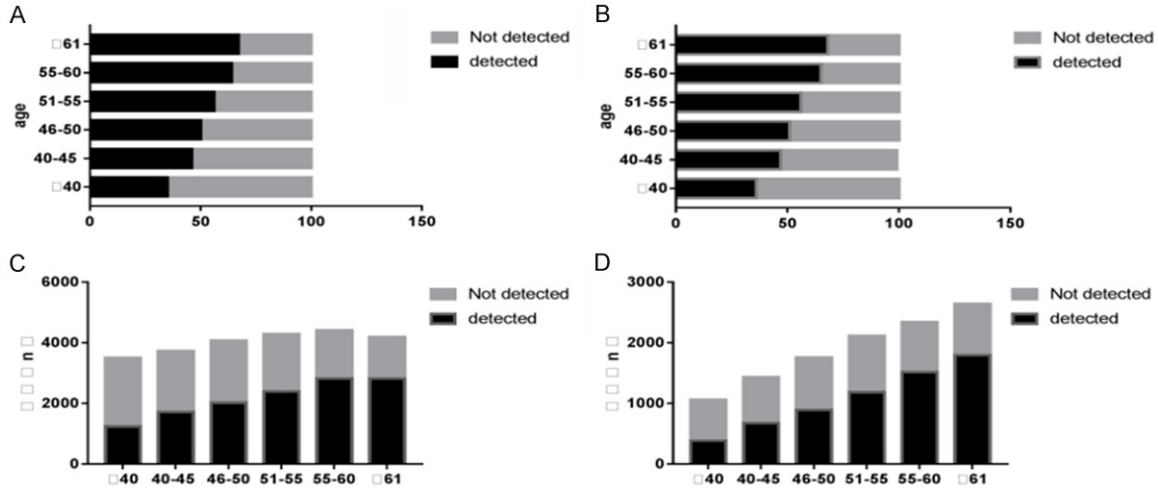 A
□61
55-60
51-55
46-50
40-45
□40
age
0 50 100 150
Not detected
detected
B
□61
55-60
51-55
46-50
40-45
□40
age
0 50 100 150
Not detected
detected
C
6000
4000
2000
0
□□□ n □
□40 40-45 46-50 51-55 55-60 □61
Not detected
detected
D
3000
2000
1000
0
□□□ n □
□40 40-45 46-50 51-55 55-60 □61
Not detected
detected